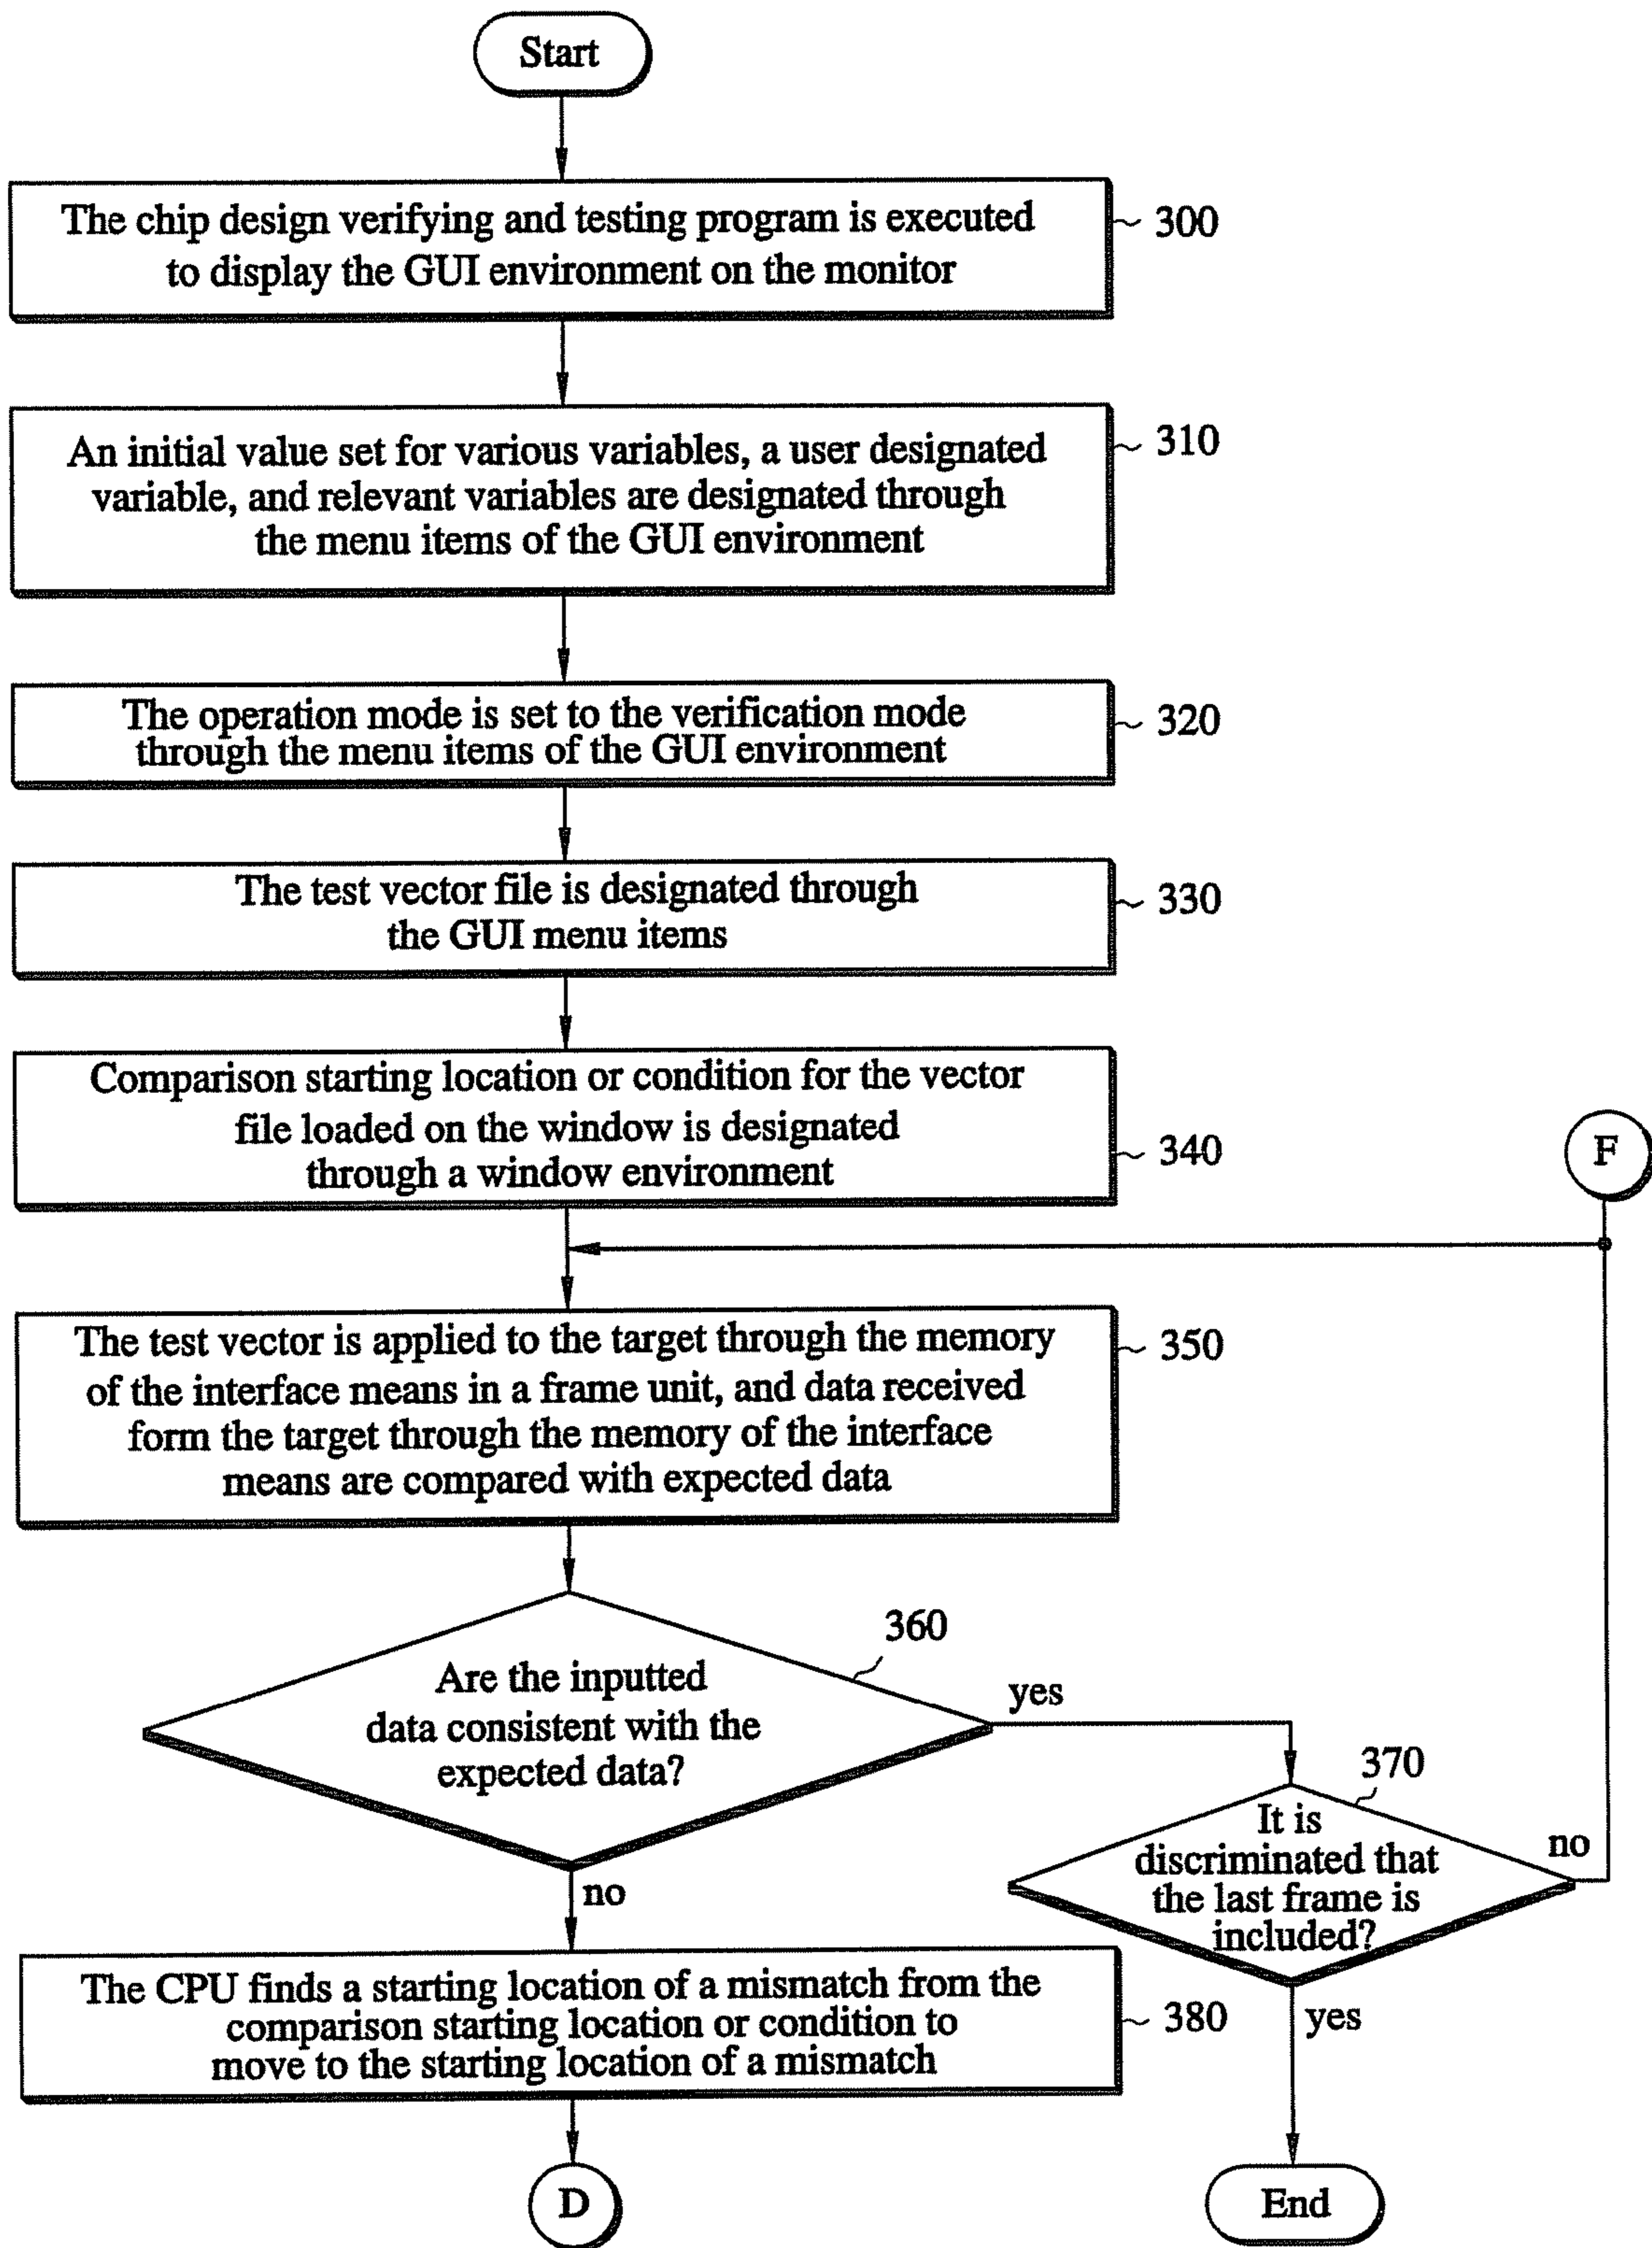 Start
The chip design verifying and testing program is executed
to display the GUI environment on the monitor
300
An initial value set for various variables, a user designated
variable, and relevant variables are designated through
the menu items of the GUI environment
310
The operation mode is set to the verification mode
through the menu items of the GUI environment
320
The test vector file is designated through
the GUI menu items
330
Comparison starting location or condition for the vector
file loaded on the window is designated
through a window environment
340
F
The test vector is applied to the target through the memory
of the interface means in a frame unit, and data received
form the target through the memory of the interface
means are compared with expected data
350
360
Are the inputted
data consistent with the
expected data?
yes
no
370
It is
discriminated that
the last frame is
included?
no
yes
The CPU finds a starting location of a mismatch from the
comparison starting location or condition to
move to the starting location of a mismatch
380
D
End